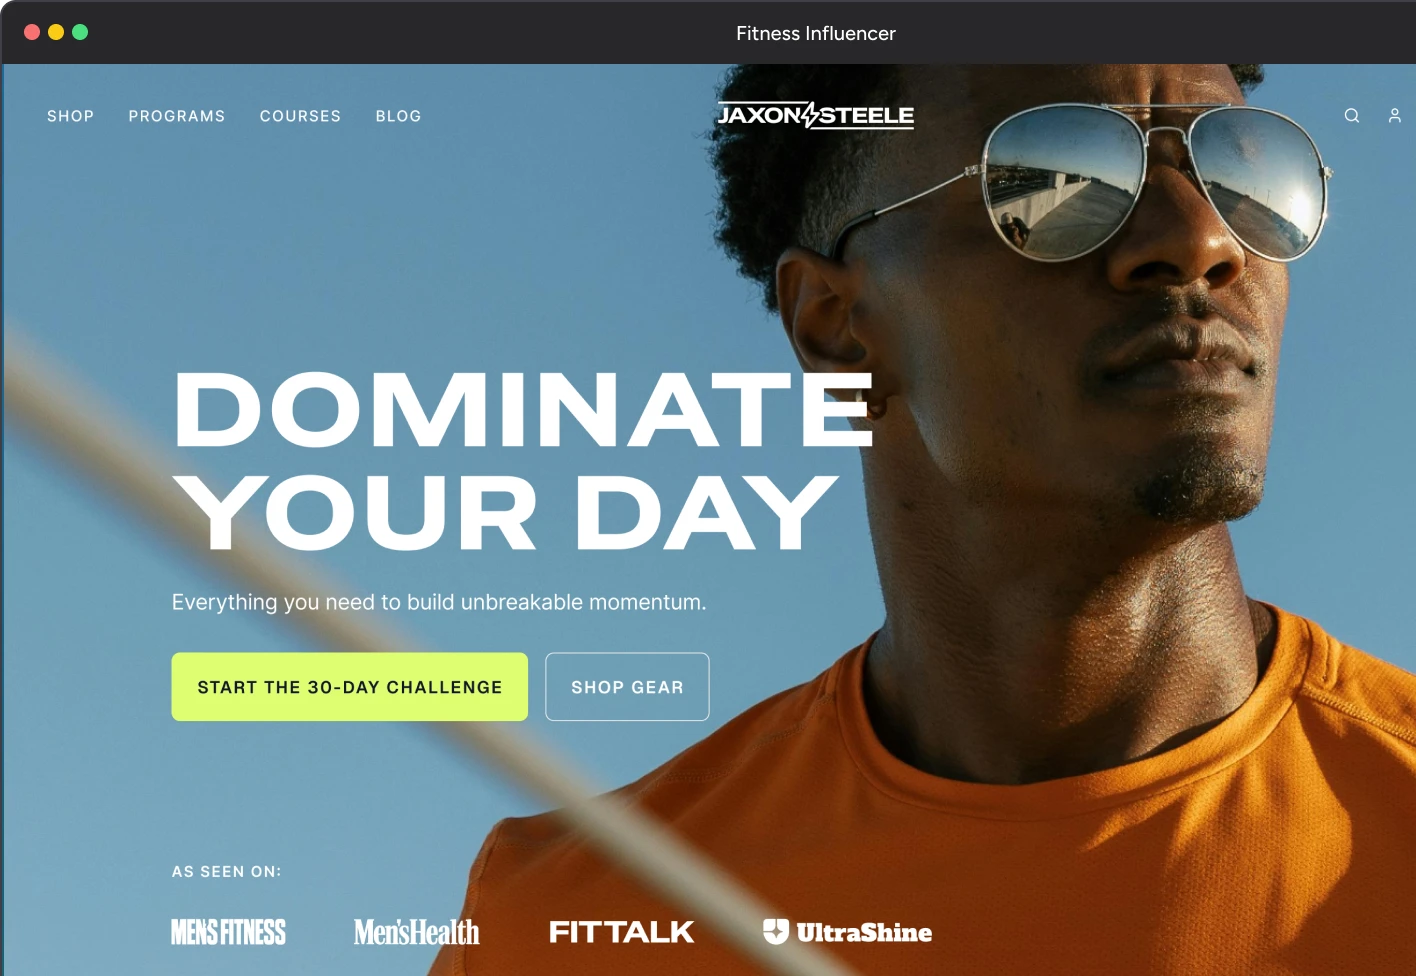 Fitness Influencer
SHOP PROGRAMS COURSES BLOG
JAXON STEELE
DOMINATE
YOUR DAY
Everything you need to build unbreakable momentum.
START THE 30-DAY CHALLENGE
SHOP GEAR
AS SEEN ON:
MEN'S FITNESS
Men'sHealth
FITTALK
UltraShine